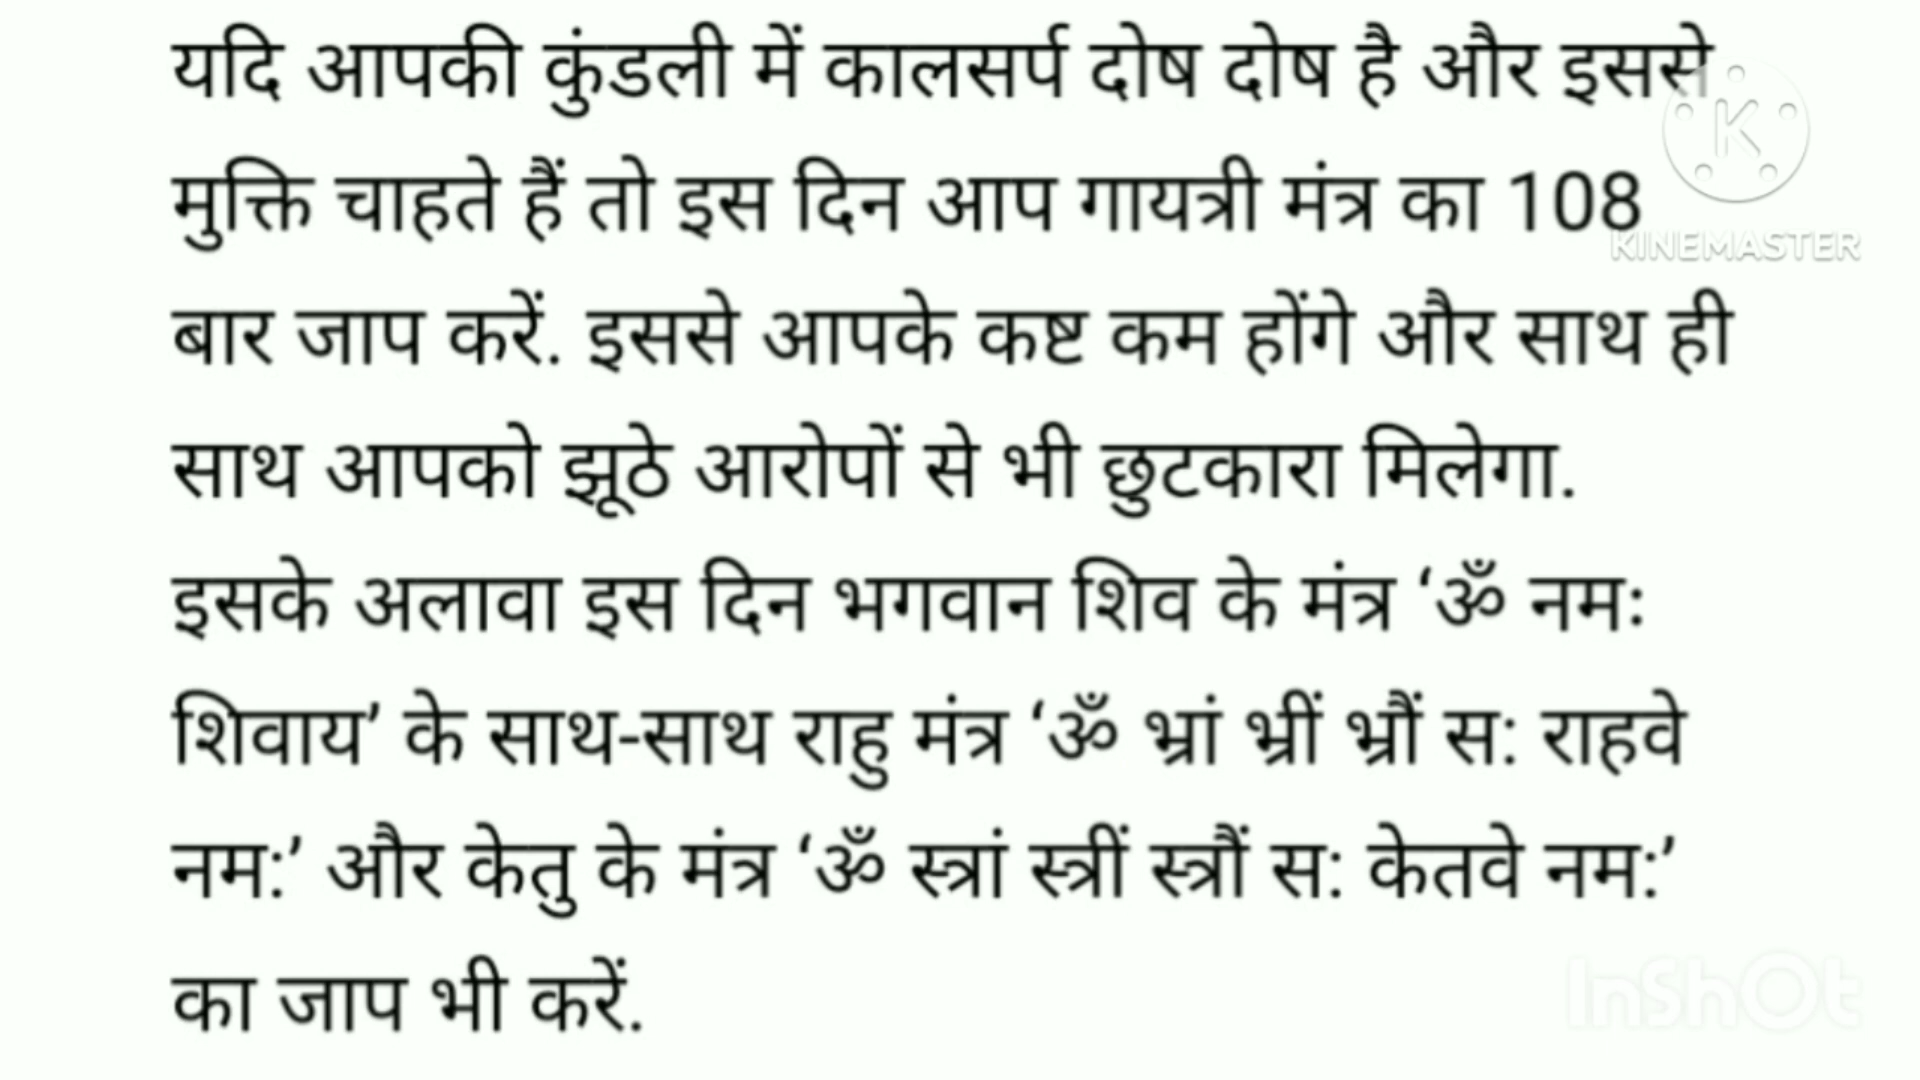 यदि आपकी कुंडली में कालसर्प दोष दोष है और इससे
मुक्ति चाहते हैं तो इस दिन आप गायत्री मंत्र का 108
बार जाप करें. इससे आपके कष्ट कम होंगे और साथ ही
साथ आपको झूठे आरोपों से भी छुटकारा मिलेगा.
इसके अलावा इस दिन भगवान शिव के मंत्र ‘ॐ नमः
शिवाय’ के साथ-साथ राहु मंत्र ‘ॐ भ्रां भ्रीं भ्रौं स: राहवे
नम:’ और केतु के मंत्र ‘ॐ स्त्रां स्त्रीं स्त्रौं स: केतवे नम:’
का जाप भी करें.
K
KINEMASTER
InShOt